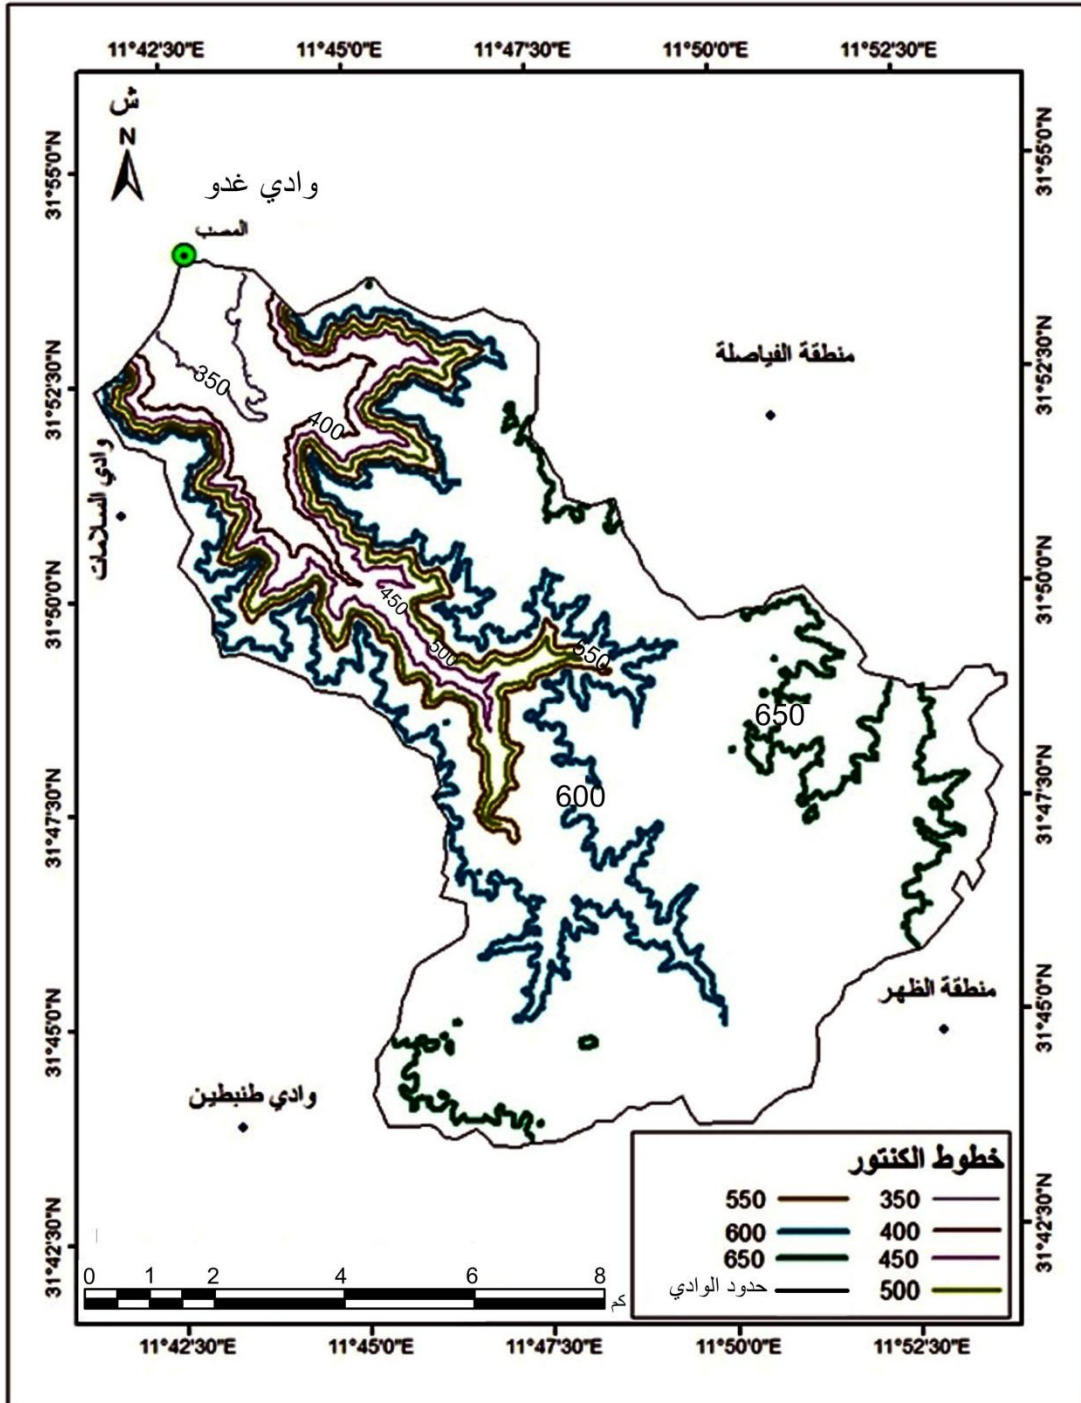 11°42'30"E 11°45'0"E 11°47'30"E 11°50'0"E 11°52'30"E
ش
N
وادي غدو
المصب
31°55'0"N
31°55'0"N
منطقة الفياصلة
31°52'30"N
31°52'30"N
350
400
وادي السلامات
31°50'0"N
31°50'0"N
450
500
550
650
600
31°47'30"N
31°47'30"N
منطقة الظهر
31°45'0"N
31°45'0"N
وادي طنبطين
31°42'30"N
31°42'30"N
خطوط الكنتور
350 550
400 600
450 650
500 حدود الوادي
0 1 2 4 6 8
كم
11°42'30"E 11°45'0"E 11°47'30"E 11°50'0"E 11°52'30"E